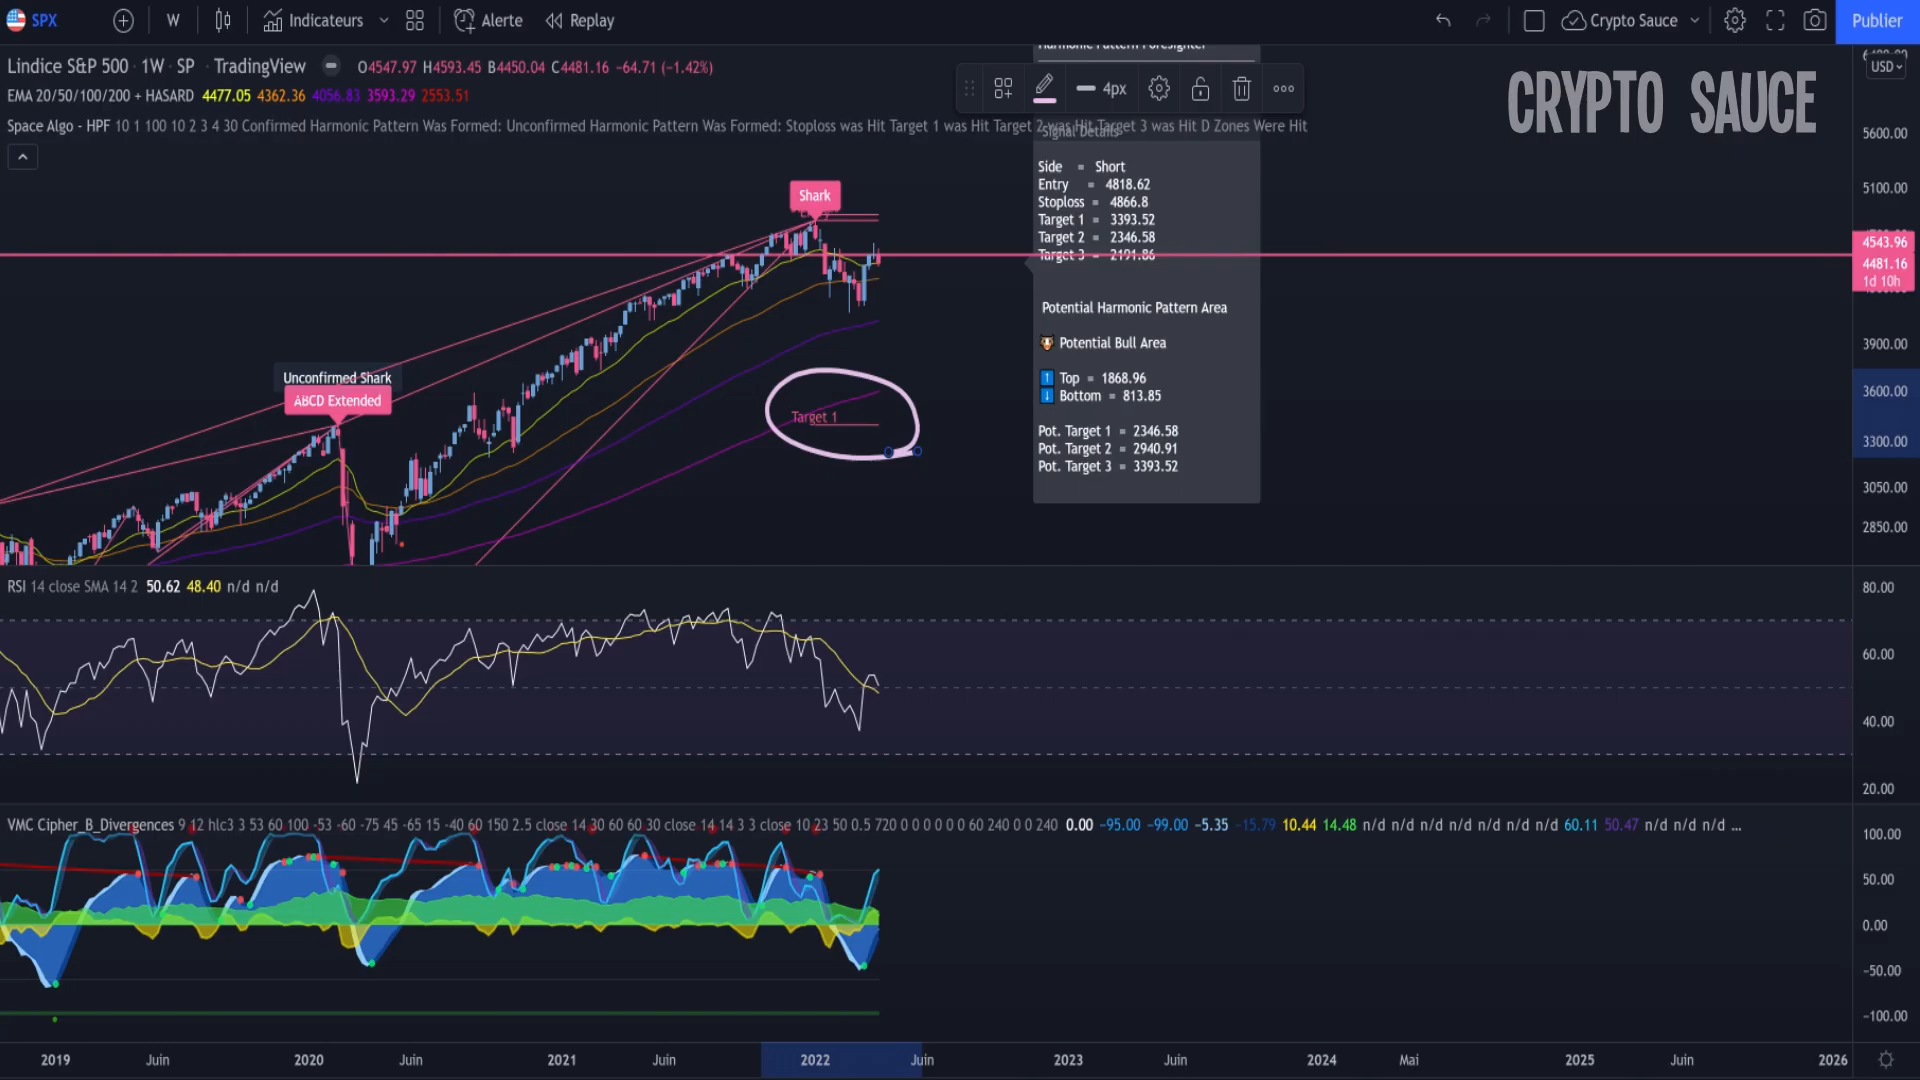 SPX
W
Indicateurs
Alerte
Replay
Crypto Sauce
Publier
Lindice S&P 500 · 1W · SP · TradingView
O4547.97 H4593.45 B4450.04 C4481.16 −64.71 (−1.42%)
EMA 20/50/100/200 + HASARD 4477.05 4362.36 4056.83 3593.29 2553.51
Space Algo - HPF 10 1 100 10 2 3 4 30 Confirmed Harmonic Pattern Was Formed: Unconfirmed Harmonic Pattern Was Formed: Stoploss was Hit Target 1 was Hit Target 2 was Hit Target 3 was Hit D Zones Were Hit
Harmonic Pattern Foresighter
4px
Signal Details
Side = Short
Entry = 4818.62
Stoploss = 4866.8
Target 1 = 3393.52
Target 2 = 2346.58
Target 3 = 2191.86
Potential Harmonic Pattern Area
Potential Bull Area
Top = 1868.96
Bottom = 813.85
Pot. Target 1 = 2346.58
Pot. Target 2 = 2940.91
Pot. Target 3 = 3393.52
CRYPTO SAUCE
USD
5600.00
5100.00
4543.96
4481.16
1d 10h
3900.00
3600.00
3300.00
3050.00
2850.00
Shark
Unconfirmed Shark
ABCD Extended
Target 1
RSI 14 close SMA 14 2 50.62 48.40 n/d n/d
80.00
60.00
40.00
20.00
VMC Cipher_B_Divergences 9 12 hlc3 3 53 60 100 -53 -60 -75 45 -65 15 -40 60 150 2.5 close 14 30 60 60 30 close 14 14 3 3 close 10 23 50 0.5 720 0 0 0 0 0 60 240 0 0 240 0.00 −95.00 −99.00 −5.35 −15.79 10.44 14.48 n/d n/d n/d n/d n/d n/d n/d 60.11 50.47 n/d n/d n/d ...
100.00
50.00
0.00
−50.00
−100.00
2019 Juin 2020 Juin 2021 Juin 2022 Juin 2023 Juin 2024 Mai 2025 Juin 2026